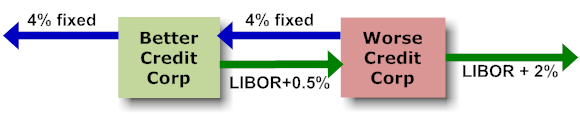 4% fixed
Better
Credit
Corp
4% fixed
LIBOR+0.5%
Worse
Credit
Corp
LIBOR + 2%